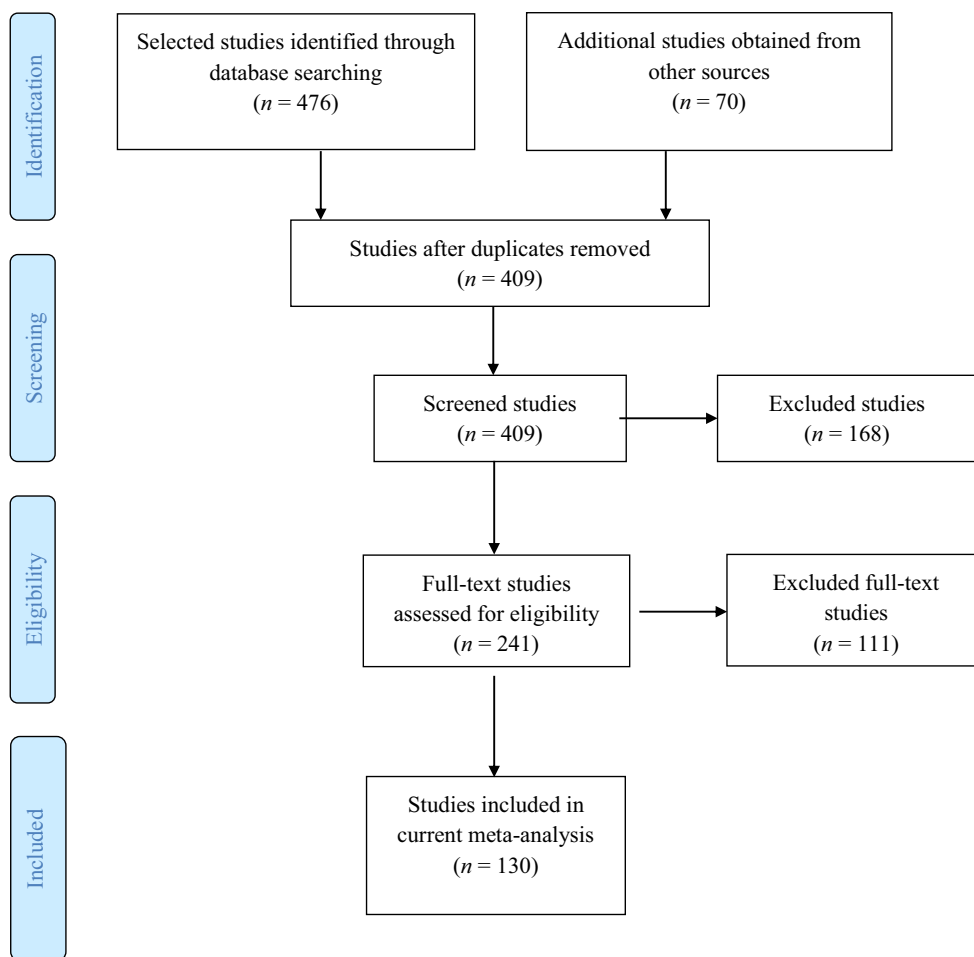 Identification
Selected studies identified through
database searching
(n = 476)
Additional studies obtained from
other sources
(n = 70)
Studies after duplicates removed
(n = 409)
Screening
Screened studies
(n = 409)
Excluded studies
(n = 168)
Eligibility
Full-text studies
assessed for eligibility
(n = 241)
Excluded full-text
studies
(n = 111)
Included
Studies included in
current meta-analysis
(n = 130)